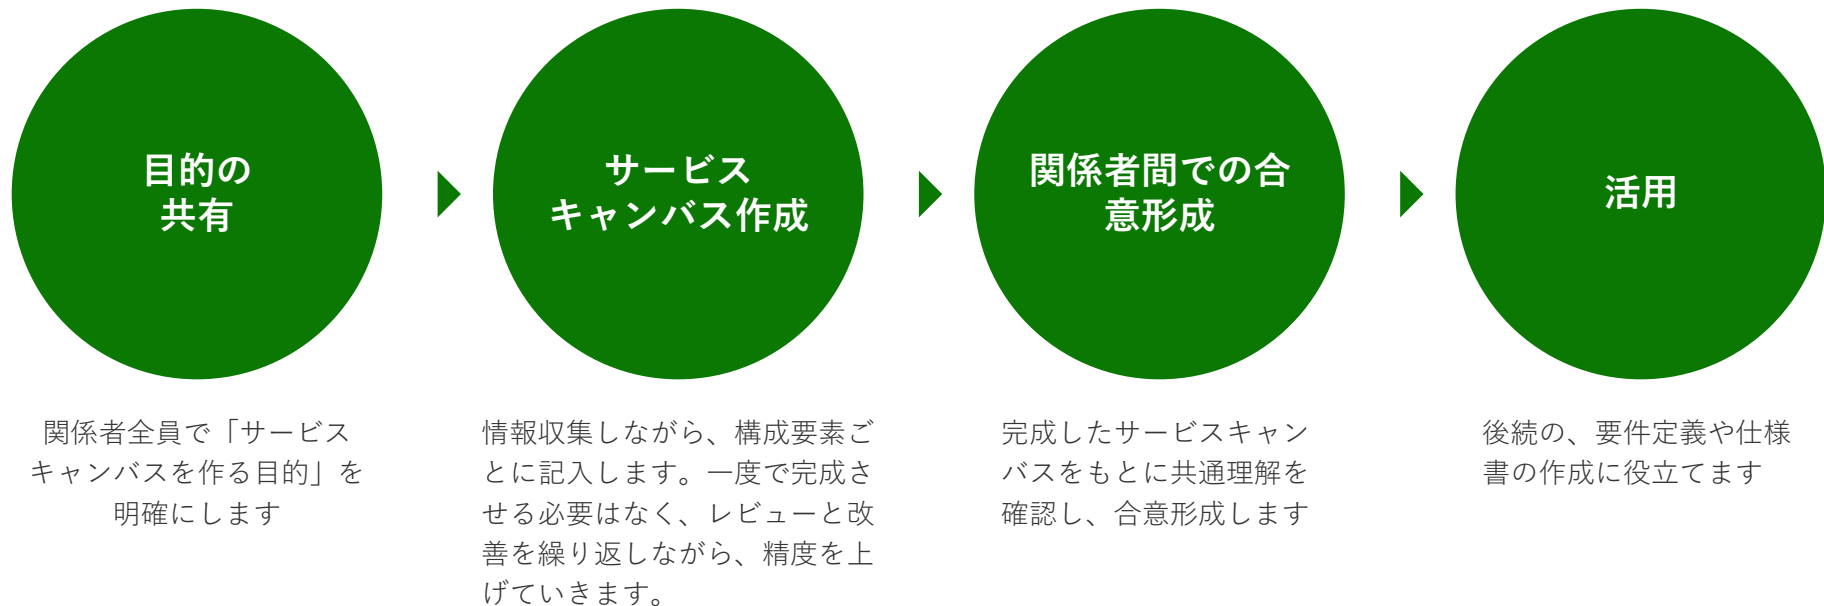 目的の
共有
サービス
キャンバス作成
関係者間での合
意形成
活用
関係者全員で「サービス
キャンバスを作る目的」を
明確にします
情報収集しながら、構成要素ご
とに記入します。一度で完成さ
せる必要はなく、レビューと改
善を繰り返しながら、精度を上
げていきます。
完成したサービスキャン
バスをもとに共通理解を
確認し、合意形成します
後続の、要件定義や仕様
書の作成に役立てます